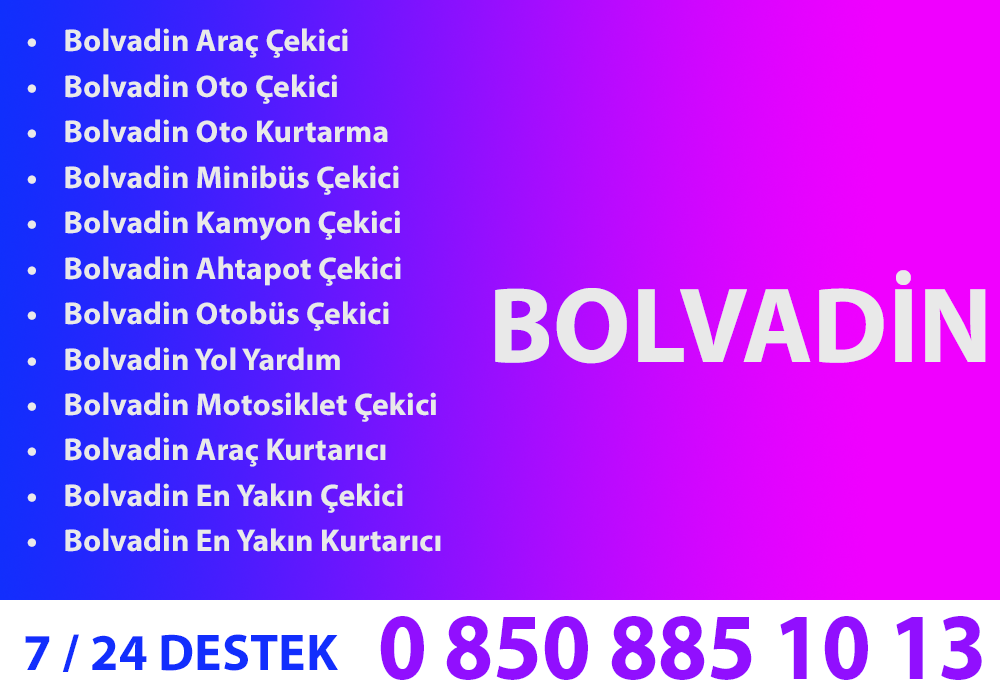 • Bolvadin Araç Çekici
• Bolvadin Oto Çekici
• Bolvadin Oto Kurtarma
• Bolvadin Minibüs Çekici
• Bolvadin Kamyon Çekici
• Bolvadin Ahtapot Çekici
• Bolvadin Otobüs Çekici
• Bolvadin Yol Yardım
• Bolvadin Motosiklet Çekici
• Bolvadin Araç Kurtarıcı
• Bolvadin En Yakın Çekici
• Bolvadin En Yakın Kurtarıcı
BOLVADİN
7 / 24 DESTEK
0 850 885 10 13